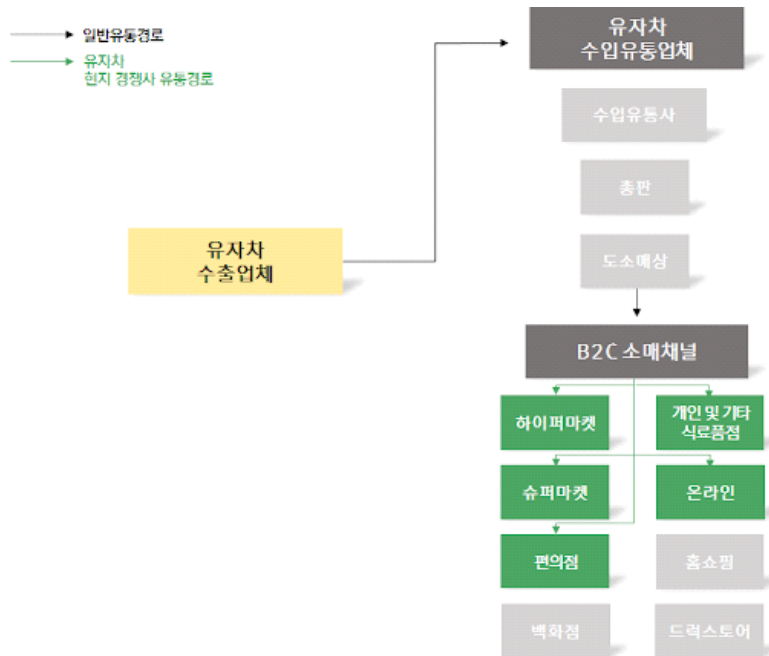 일반유통경로
유지차
현지 경쟁사 유통경로
유자차
수입유통업체
수입유통사
총판
도소매상
유자차
수출업체
B2C 소매채널
하이퍼마켓
개인 및 기타
식료품점
슈퍼마켓
온라인
편의점
홈쇼핑
백화점
드럭스토어